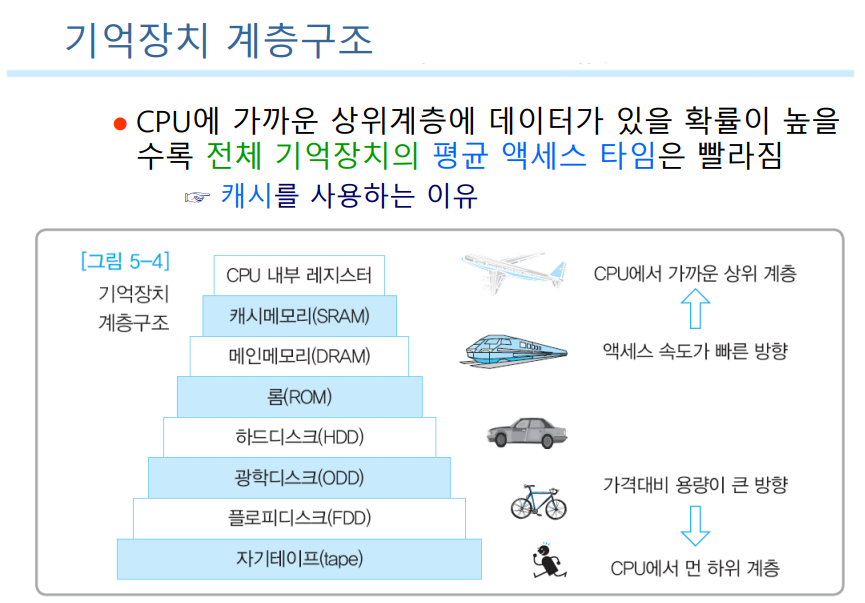 기억장치 계층구조
● CPU에 가까운 상위계층에 데이터가 있을 확률이 높을
수록 전체 기억장치의 평균 액세스 타임은 빨라짐
☞ 캐시를 사용하는 이유
[그림 5-4]
기억장치
계층구조
CPU 내부 레지스터
캐시메모리(SRAM)
메인메모리(DRAM)
롬(ROM)
하드디스크(HDD)
광학디스크(ODD)
플로피디스크(FDD)
자기테이프(tape)
CPU에서 가까운 상위 계층
액세스 속도가 빠른 방향
가격대비 용량이 큰 방향
CPU에서 먼 하위 계층